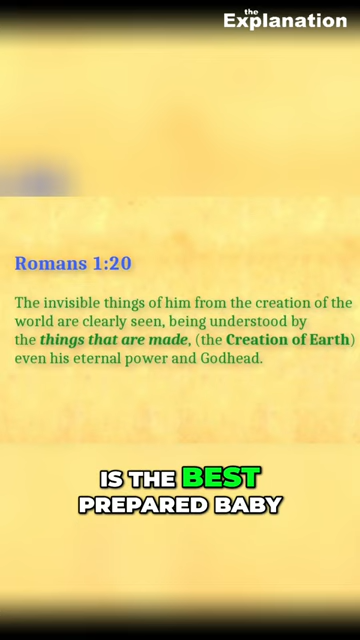 the
Explanation
Romans 1:20
The invisible things of him from the creation of the
world are clearly seen, being understood by
the things that are made, (the Creation of Earth)
even his eternal power and Godhead.
IS THE BEST
PREPARED BABY